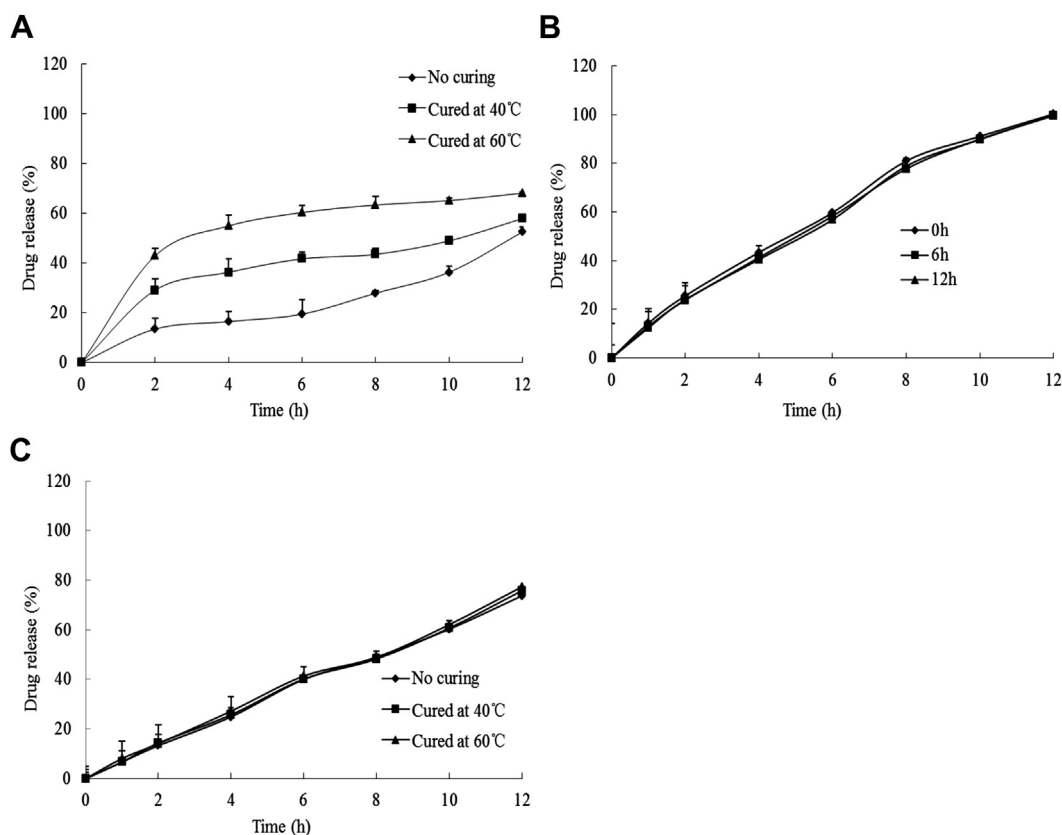 A
Drug release (%)
120
100
80
60
40
20
0
No curing
Cured at 40℃
Cured at 60℃
0 2 4 6 8 10 12
Time (h)
B
Drug release (%)
120
100
80
60
40
20
0
0h
6h
12h
0 2 4 6 8 10 12
Time (h)
C
Drug release (%)
120
100
80
60
40
20
0
No curing
Cured at 40℃
Cured at 60℃
0 2 4 6 8 10 12
Time (h)